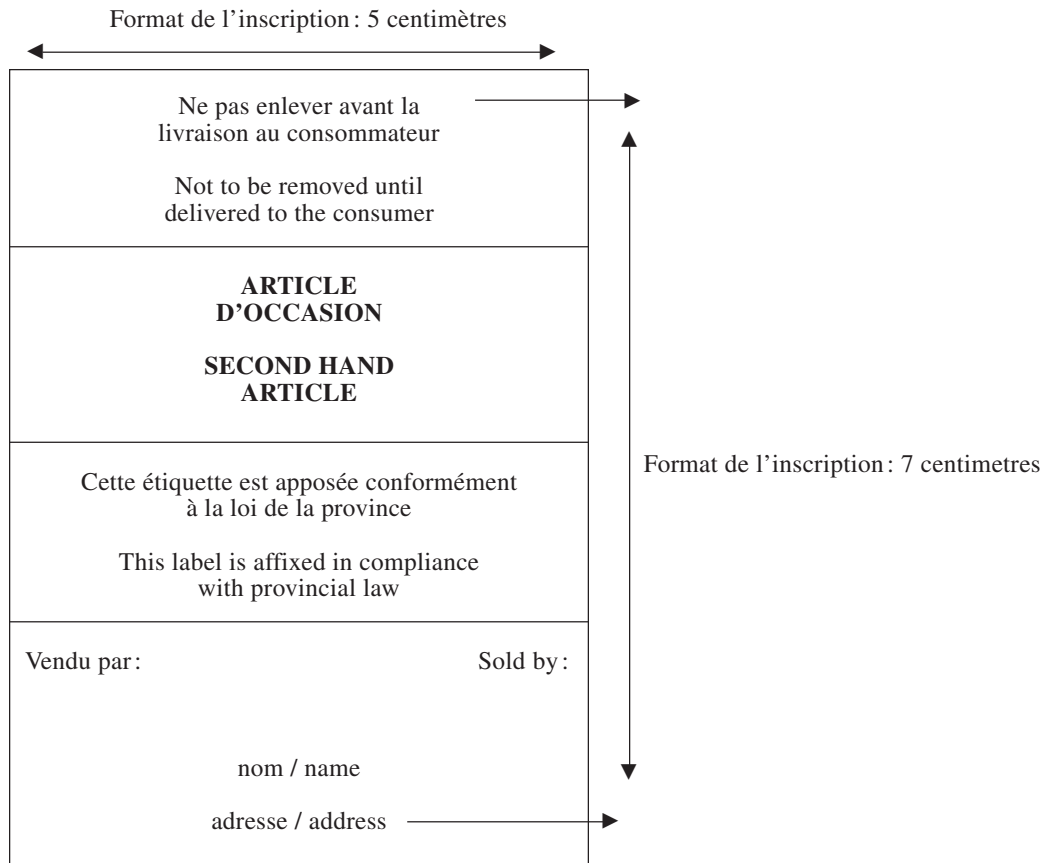 Format de l’inscription : 5 centimètres
Ne pas enlever avant la
livraison au consommateur
Not to be removed until
delivered to the consumer
ARTICLE
D’OCCASION
SECOND HAND
ARTICLE
Format de l’inscription : 7 centimetres
Cette étiquette est apposée conformément
à la loi de la province
This label is affixed in compliance
with provincial law
Vendu par : Sold by :
nom / name
adresse / address